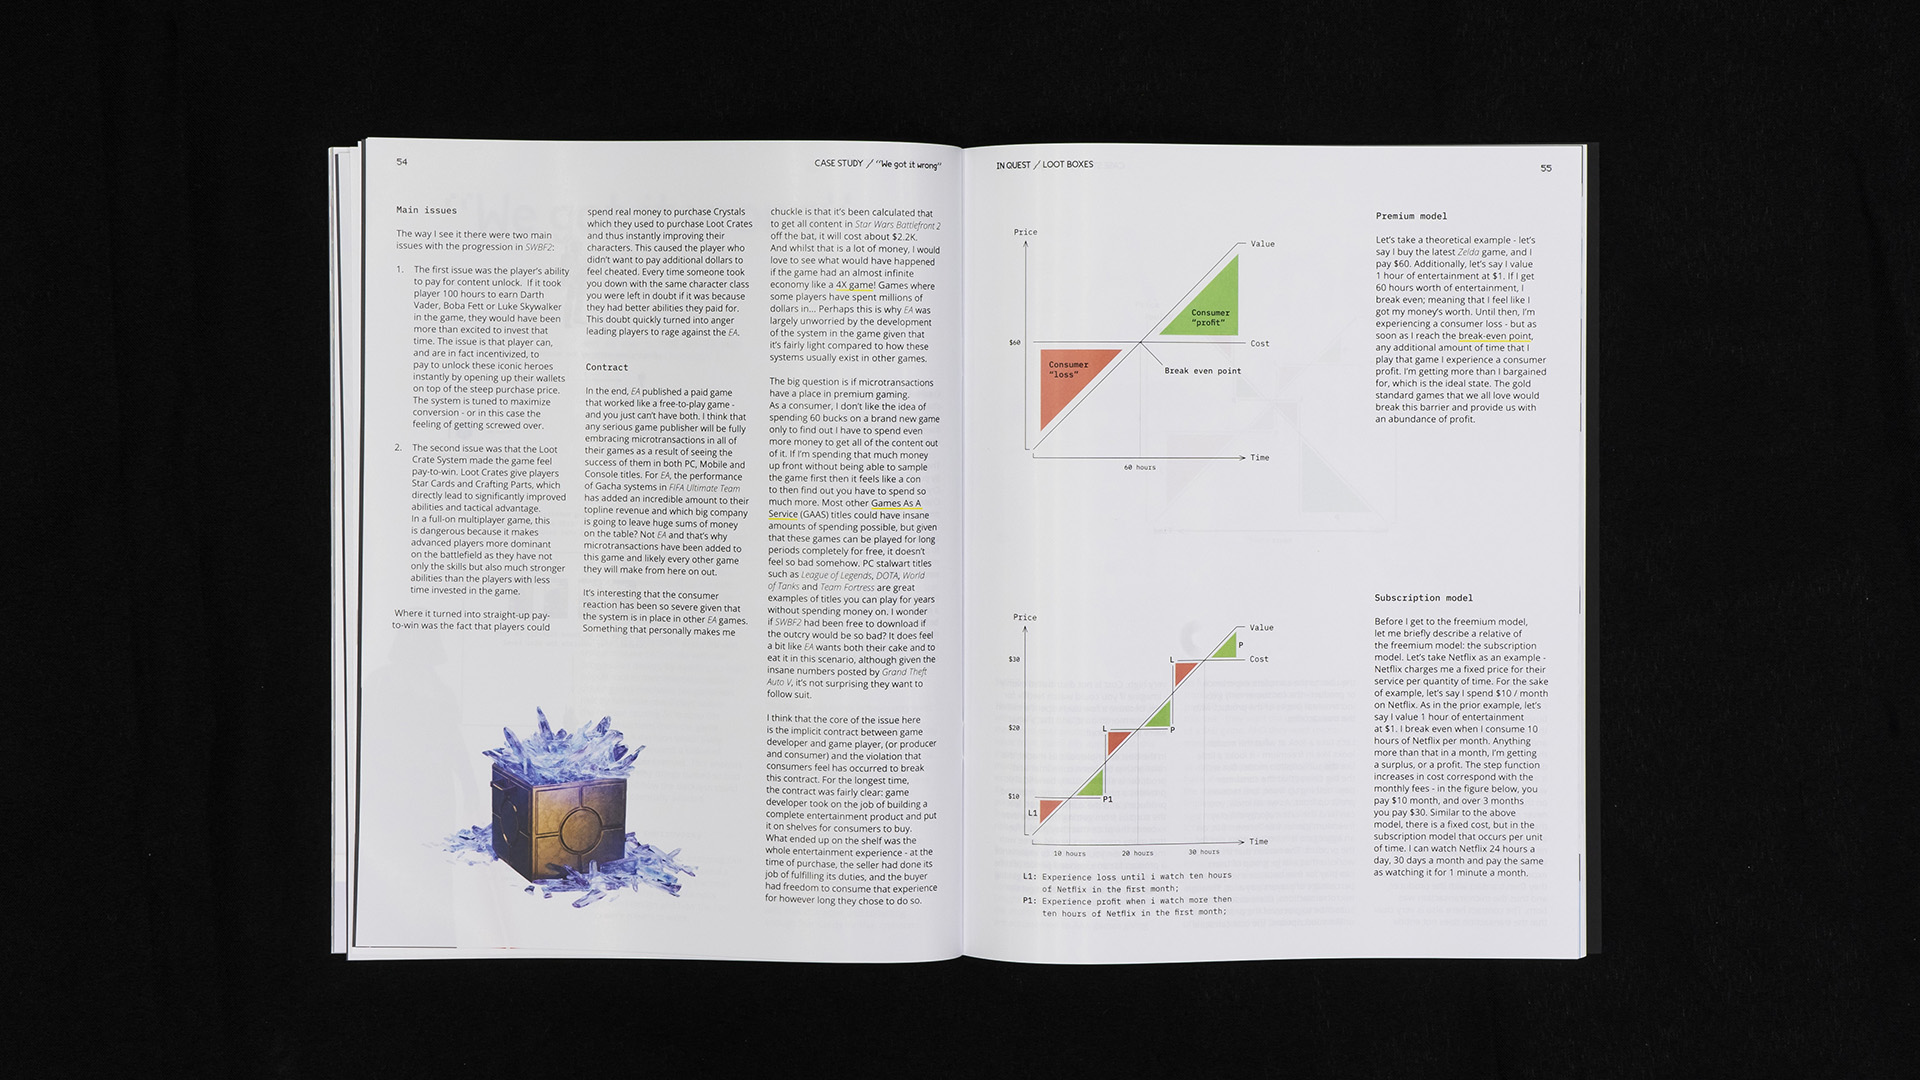 54
CASE STUDY / "We got it wrong"
Main issues
The way I see it there were two main
issues with the progression in SWBF2:
1. The first issue was the player's ability
to pay for content unlock. If it took
player 100 hours to earn Darth
Vader, Boba Fett or Luke Skywalker
in the game, they would have been
more than excited to invest that
time. The issue is that player can,
and are in fact incentivized, to
pay to unlock these iconic heroes
instantly by opening up their wallets
on top of the steep purchase price.
The system is tuned to maximize
conversion - or in this case the
feeling of getting screwed over.
2. The second issue was that the Loot
Crate System made the game feel
pay-to-win. Loot Crates give players
Star Cards and Crafting Parts, which
directly lead to significantly improved
abilities and tactical advantage.
In a full-on multiplayer game, this
is dangerous because it makes
advanced players more dominant
on the battlefield as they have not
only the skills but also much stronger
abilities than the players with less
time invested in the game.
Where it turned into straight-up pay-
to-win was the fact that players could
spend real money to purchase Crystals
which they used to purchase Loot Crates
and thus instantly improving their
characters. This caused the player who
didn't want to pay additional dollars to
feel cheated. Every time someone took
you down with the same character class
you were left in doubt if it was because
they had better abilities they paid for.
This doubt quickly turned into anger
leading players to rage against the EA.
Contract
In the end, EA published a paid game
that worked like a free-to-play game -
and you just can't have both. I think that
any serious game publisher will be fully
embracing microtransactions in all of
their games as a result of seeing the
success of them in both PC, Mobile and
Console titles. For EA, the performance
of Gacha systems in FIFA Ultimate Team
has added an incredible amount to their
topline revenue and which big company
is going to leave huge sums of money
on the table? Not EA and that's why
microtransactions have been added to
this game and likely every other game
they will make from here on out.
It's interesting that the consumer
reaction has been so severe given that
the system is in place in other EA games.
Something that personally makes me
chuckle is that it's been calculated that
to get all content in Star Wars Battlefront 2
off the bat, it will cost about $2.2K.
And whilst that is a lot of money, I would
love to see what would have happened
if the game had an almost infinite
economy like a 4X game! Games where
some players have spent millions of
dollars in... Perhaps this is why EA was
largely unworried by the development
of the system in the game given that
it's fairly light compared to how these
systems usually exist in other games.
The big question is if microtransactions
have a place in premium gaming.
As a consumer, I don't like the idea of
spending 60 bucks on a brand new game
only to find out I have to spend even
more money to get all of the content out
of it. If I'm spending that much money
up front without being able to sample
the game first then it feels like a con
to then find out you have to spend so
much more. Most other Games As A
Service (GAAS) titles could have insane
amounts of spending possible, but given
that these games can be played for long
periods completely for free, it doesn't
feel so bad somehow. PC stalwart titles
such as League of Legends, DOTA, World
of Tanks and Team Fortress are great
examples of titles you can play for years
without spending money on. I wonder
if SWBF2 had been free to download if
the outcry would be so bad? It does feel
a bit like EA wants both their cake and to
eat it in this scenario, although given the
insane numbers posted by Grand Theft
Auto V, it's not surprising they want to
follow suit.
I think that the core of the issue here
is the implicit contract between game
developer and game player, (or producer
and consumer) and the violation that
consumers feel has occurred to break
this contract. For the longest time,
the contract was fairly clear: game
developer took on the job of building a
complete entertainment product and put
it on shelves for consumers to buy.
What ended up on the shelf was the
whole entertainment experience - at the
time of purchase, the seller had done its
job of fulfilling its duties, and the buyer
had freedom to consume that experience
for however long they chose to do so.
IN QUEST / LOOT BOXES
55
Price
Value
Consumer
"profit"
$60
Cost
Consumer
"loss"
Break even point
Time
60 hours
Premium model
Let's take a theoretical example - let's
say I buy the latest Zelda game, and I
pay $60. Additionally, let's say I value
1 hour of entertainment at $1. If I get
60 hours worth of entertainment, I
break even; meaning that I feel like I
got my money's worth. Until then, I'm
experiencing a consumer loss - but as
soon as I reach the break-even point,
any additional amount of time that I
play that game I experience a consumer
profit. I'm getting more than I bargained
for, which is the ideal state. The gold
standard games that we all love would
break this barrier and provide us with
an abundance of profit.
Price
Value
P
$30
L
Cost
$20
L
P
$10
P1
L1
Time
10 hours
20 hours
30 hours
L1: Experience loss until i watch ten hours
of Netflix in the first month;
P1: Experience profit when i watch more then
ten hours of Netflix in the first month;
Subscription model
Before I get to the freemium model,
let me briefly describe a relative of
the freemium model: the subscription
model. Let's take Netflix as an example -
Netflix charges me a fixed price for their
service per quantity of time. For the sake
of example, let's say I spend $10 / month
on Netflix. As in the prior example, let's
say I value 1 hour of entertainment
at $1. I break even when I consume 10
hours of Netflix per month. Anything
more than that in a month, I'm getting
a surplus, or a profit. The step function
increases in cost correspond with the
monthly fees - in the figure below, you
pay $10 month, and over 3 months
you pay $30. Similar to the above
model, there is a fixed cost, but in the
subscription model that occurs per unit
of time. I can watch Netflix 24 hours a
day, 30 days a month and pay the same
as watching it for 1 minute a month.